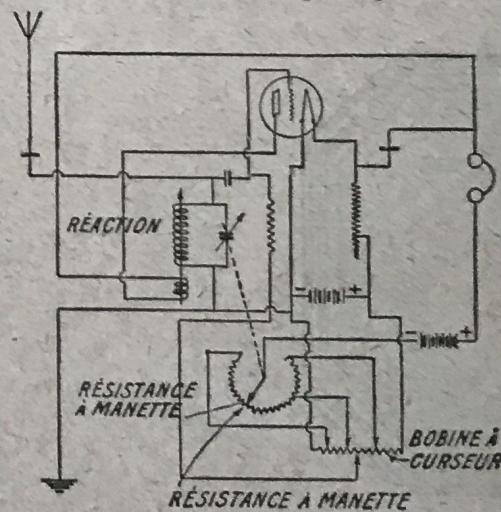 RÉACTION
- +
- +
RÉSISTANCE
À MANETTE
BOBINE À
CURSEUR
RÉSISTANCE À MANETTE